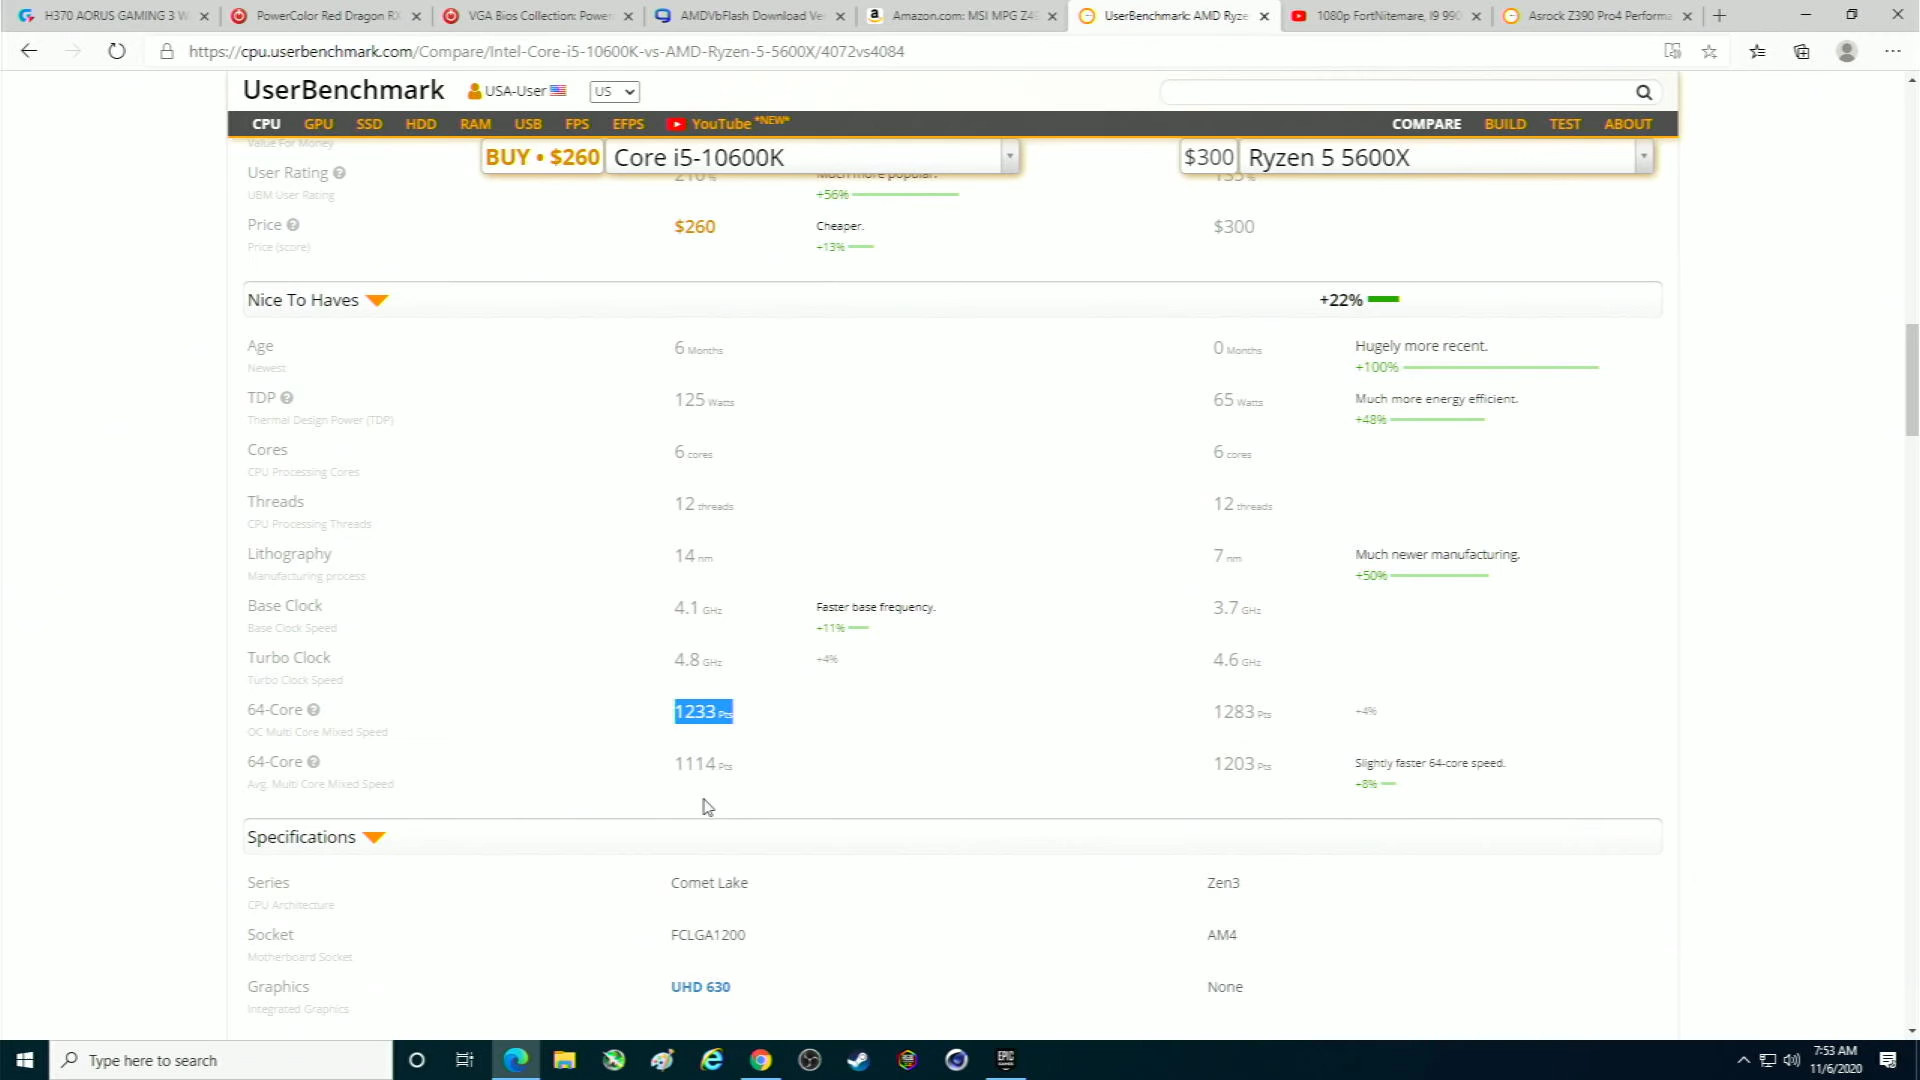 H370 AORUS GAMING 3 W
PowerColor Red Dragon RX
VGA Bios Collection: Power
AMDVbFlash Download Ve
Amazon.com: MSI MPG Z4
UserBenchmark: AMD Ryze
1080p FortNitemare, I9 990
Asrock Z390 Pro4 Performa
https://cpu.userbenchmark.com/Compare/Intel-Core-i5-10600K-vs-AMD-Ryzen-5-5600X/4072vs4084
UserBenchmark USA-User US
CPU GPU SSD HDD RAM USB FPS EFPS YouTube *NEW* COMPARE BUILD TEST ABOUT
Value For Money
BUY • $260 Core i5-10600K $300 Ryzen 5 5600X
User Rating
UBM User Rating +56%
Price $260 Cheaper. $300
Price (score) +13%
Nice To Haves +22%
Age 6 Months 0 Months Hugely more recent.
Newest +100%
TDP 125 Watts 65 Watts Much more energy efficient.
Thermal Design Power (TDP) +48%
Cores 6 cores 6 cores
CPU Processing Cores
Threads 12 threads 12 threads
CPU Processing Threads
Lithography 14 nm 7 nm Much newer manufacturing.
Manufacturing process +50%
Base Clock 4.1 GHz Faster base frequency. 3.7 GHz
Base Clock Speed +11%
Turbo Clock 4.8 GHz +4% 4.6 GHz
Turbo Clock Speed
64-Core 1233 Pts 1283 Pts +4%
OC Multi Core Mixed Speed
64-Core 1114 Pts 1203 Pts Slightly faster 64-core speed.
Avg. Multi Core Mixed Speed +8%
Specifications
Series Comet Lake Zen3
CPU Architecture
Socket FCLGA1200 AM4
Motherboard Socket
Graphics UHD 630 None
Integrated Graphics
Type here to search
EPIC
7:53 AM
11/6/2020